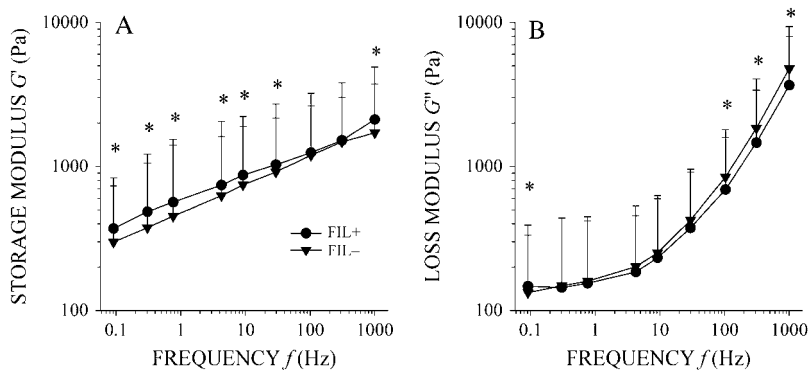 A
STORAGE MODULUS G' (Pa)
10000
1000
100
* * * * * * *
FIL+
FIL−
0.1 1 10 100 1000
FREQUENCY f (Hz)
B
LOSS MODULUS G" (Pa)
10000
1000
100
* * * *
0.1 1 10 100 1000
FREQUENCY f (Hz)